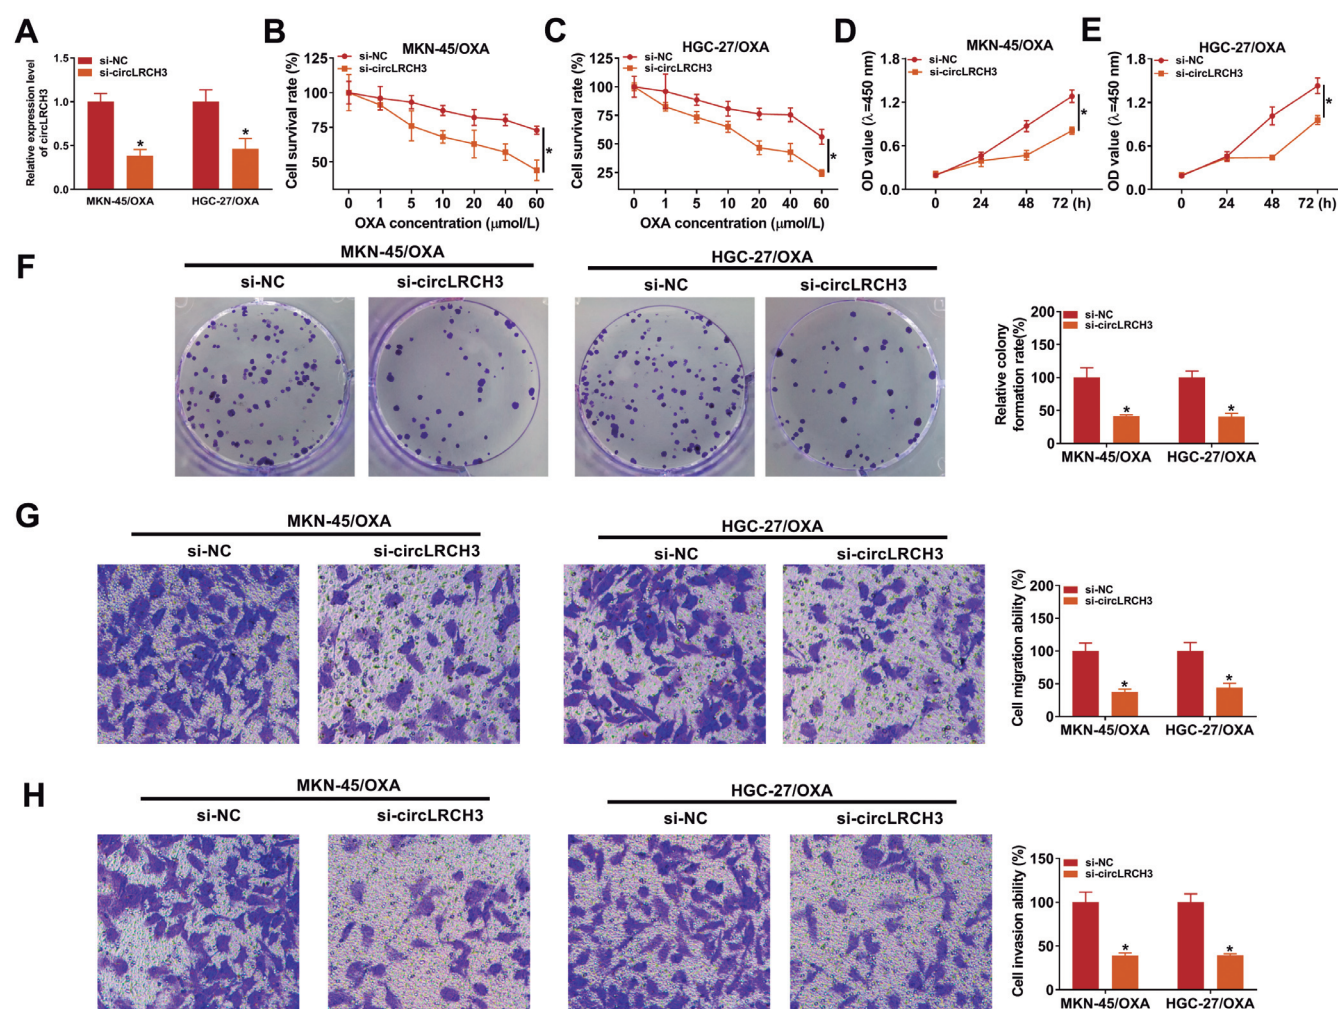 A
Relative expression level
of circLRCH3
1.5
1.0
0.5
0.0
si-NC
si-circLRCH3
*
*
MKN-45/OXA
HGC-27/OXA
B
MKN-45/OXA
si-NC
si-circLRCH3
Cell survival rate (%)
125
100
75
50
*
0 1 5 10 20 40 60
OXA concentration (μmol/L)
C
HGC-27/OXA
si-NC
si-circLRCH3
Cell survival rate (%)
125
100
75
50
25
*
0 1 5 10 20 40 60
OXA concentration (μmol/L)
D
MKN-45/OXA
si-NC
si-circLRCH3
OD value (λ=450 nm)
1.8
1.2
0.6
0.0
*
0 24 48 72 (h)
E
HGC-27/OXA
si-NC
si-circLRCH3
OD value (λ=450 nm)
1.8
1.2
0.6
0.0
*
0 24 48 72 (h)
F
MKN-45/OXA
si-NC si-circLRCH3
HGC-27/OXA
si-NC si-circLRCH3
Relative colony
formation rate(%)
200
150
100
50
0
si-NC
si-circLRCH3
*
*
MKN-45/OXA HGC-27/OXA
G
MKN-45/OXA
si-NC si-circLRCH3
HGC-27/OXA
si-NC si-circLRCH3
Cell migration ability (%)
200
150
100
50
0
si-NC
si-circLRCH3
*
*
MKN-45/OXA HGC-27/OXA
H
MKN-45/OXA
si-NC si-circLRCH3
HGC-27/OXA
si-NC si-circLRCH3
Cell invasion ability (%)
150
100
50
0
si-NC
si-circLRCH3
*
*
MKN-45/OXA HGC-27/OXA